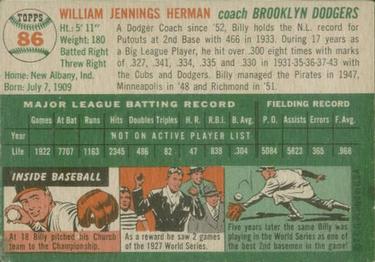 TOPPS
86
WILLIAM JENNINGS HERMAN coach BROOKLYN DODGERS
Ht.: 5' 11"
Weight: 180
Batted Right
Threw Right
Home: New Albany, Ind.
Born: July 7, 1909
A Dodger Coach since '52, Billy holds the N.L. record for
Putouts at 2nd Base with 466 in 1933. During 17 years as
a Big League Player, he hit over .300 eight times with marks
of .327, .341, .334, .335 and .330 in 1931-35-36-37-43 with
the Cubs and Dodgers. Billy managed the Pirates in 1947,
Minneapolis in '48 and Richmond in '51.
MAJOR LEAGUE BATTING RECORD FIELDING RECORD
Games At Bat Runs Hits Doubles Triples H.R. R.B.I. B.Avg. P.O. Assists Errors F.Avg.
Year NOT ON ACTIVE PLAYER LIST
Life 1922 7707 1163 2345 486 82 47 839 .304 5083 5822 365 .968
INSIDE BASEBALL
At 18 Billy pitched his Church
team to the Championship.
As a reward he saw 2 games
of the 1927 World Series.
Five years later the same Billy was
playing in the World Series as one of
the best 2nd basemen in the game.